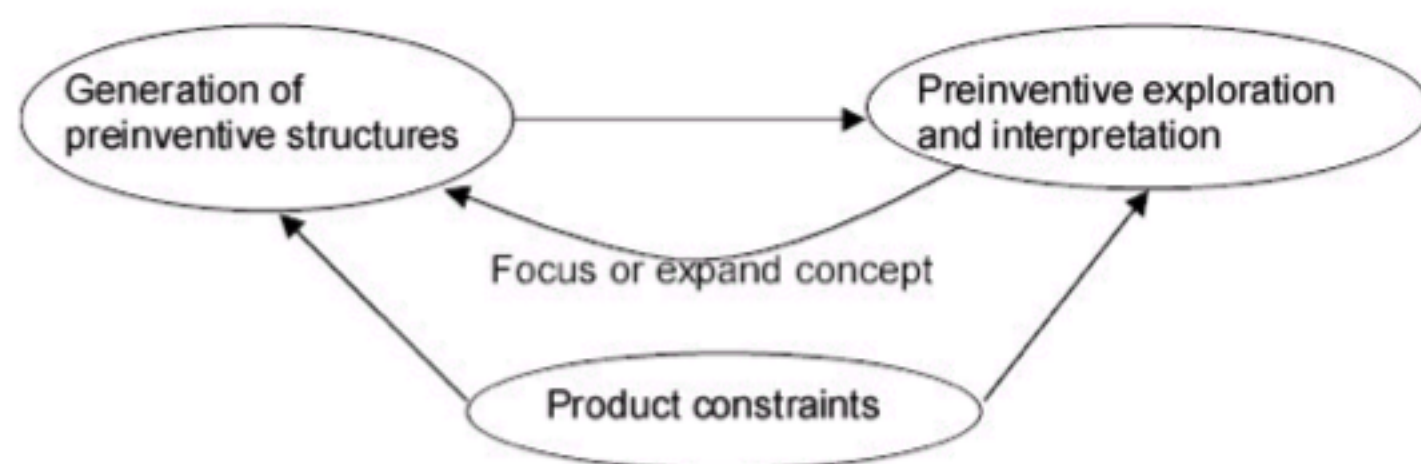 Generation of
preinventive structures
Preinventive exploration
and interpretation
Focus or expand concept
Product constraints